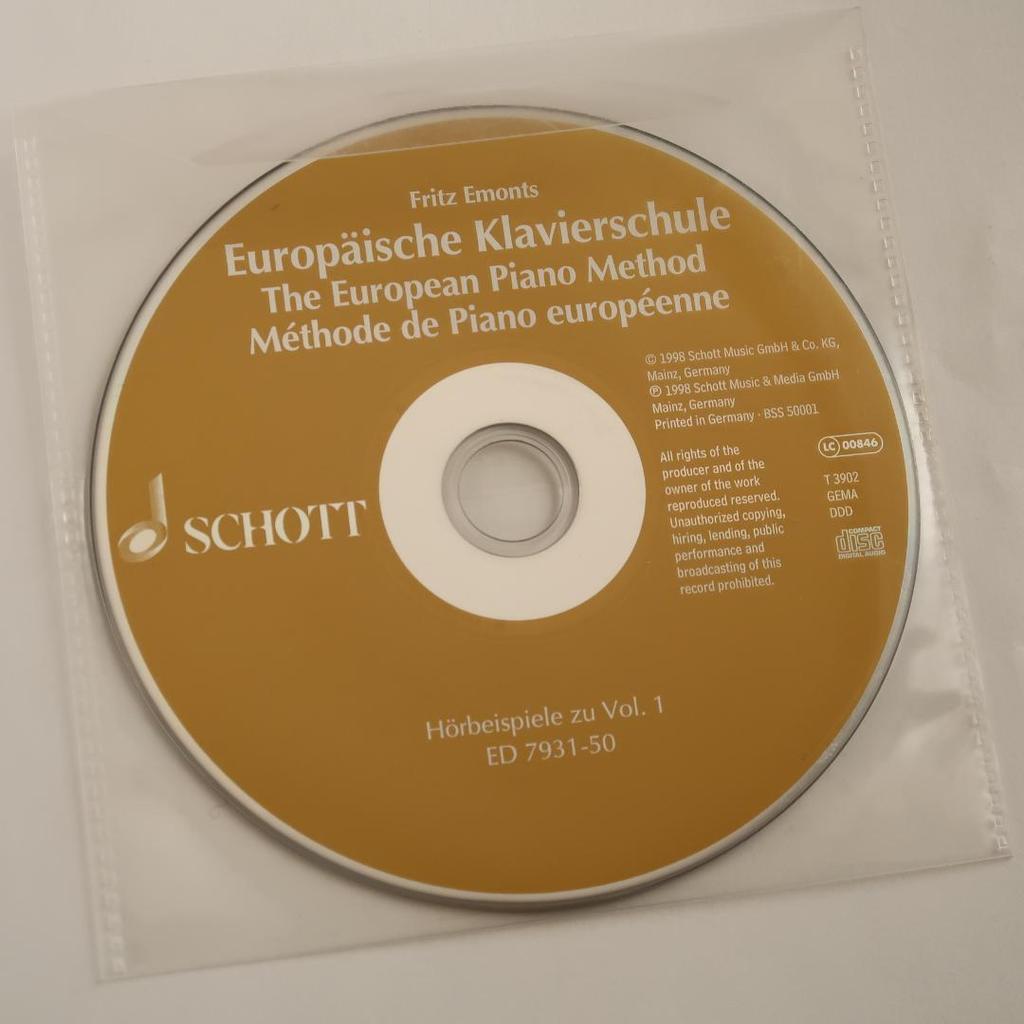 Fritz Emonts
Europäische Klavierschule
The European Piano Method
Méthode de Piano européenne
© 1998 Schott Music GmbH & Co. KG,
Mainz, Germany
℗ 1998 Schott Music & Media GmbH
Mainz, Germany
Printed in Germany · BSS 50001
All rights of the
producer and of the
owner of the work
reproduced reserved.
Unauthorized copying,
hiring, lending, public
performance and
broadcasting of this
record prohibited.
LC 00846
T 3902
GEMA
DDD
COMPACT
disc
DIGITAL AUDIO
SCHOTT
Hörbeispiele zu Vol. 1
ED 7931-50